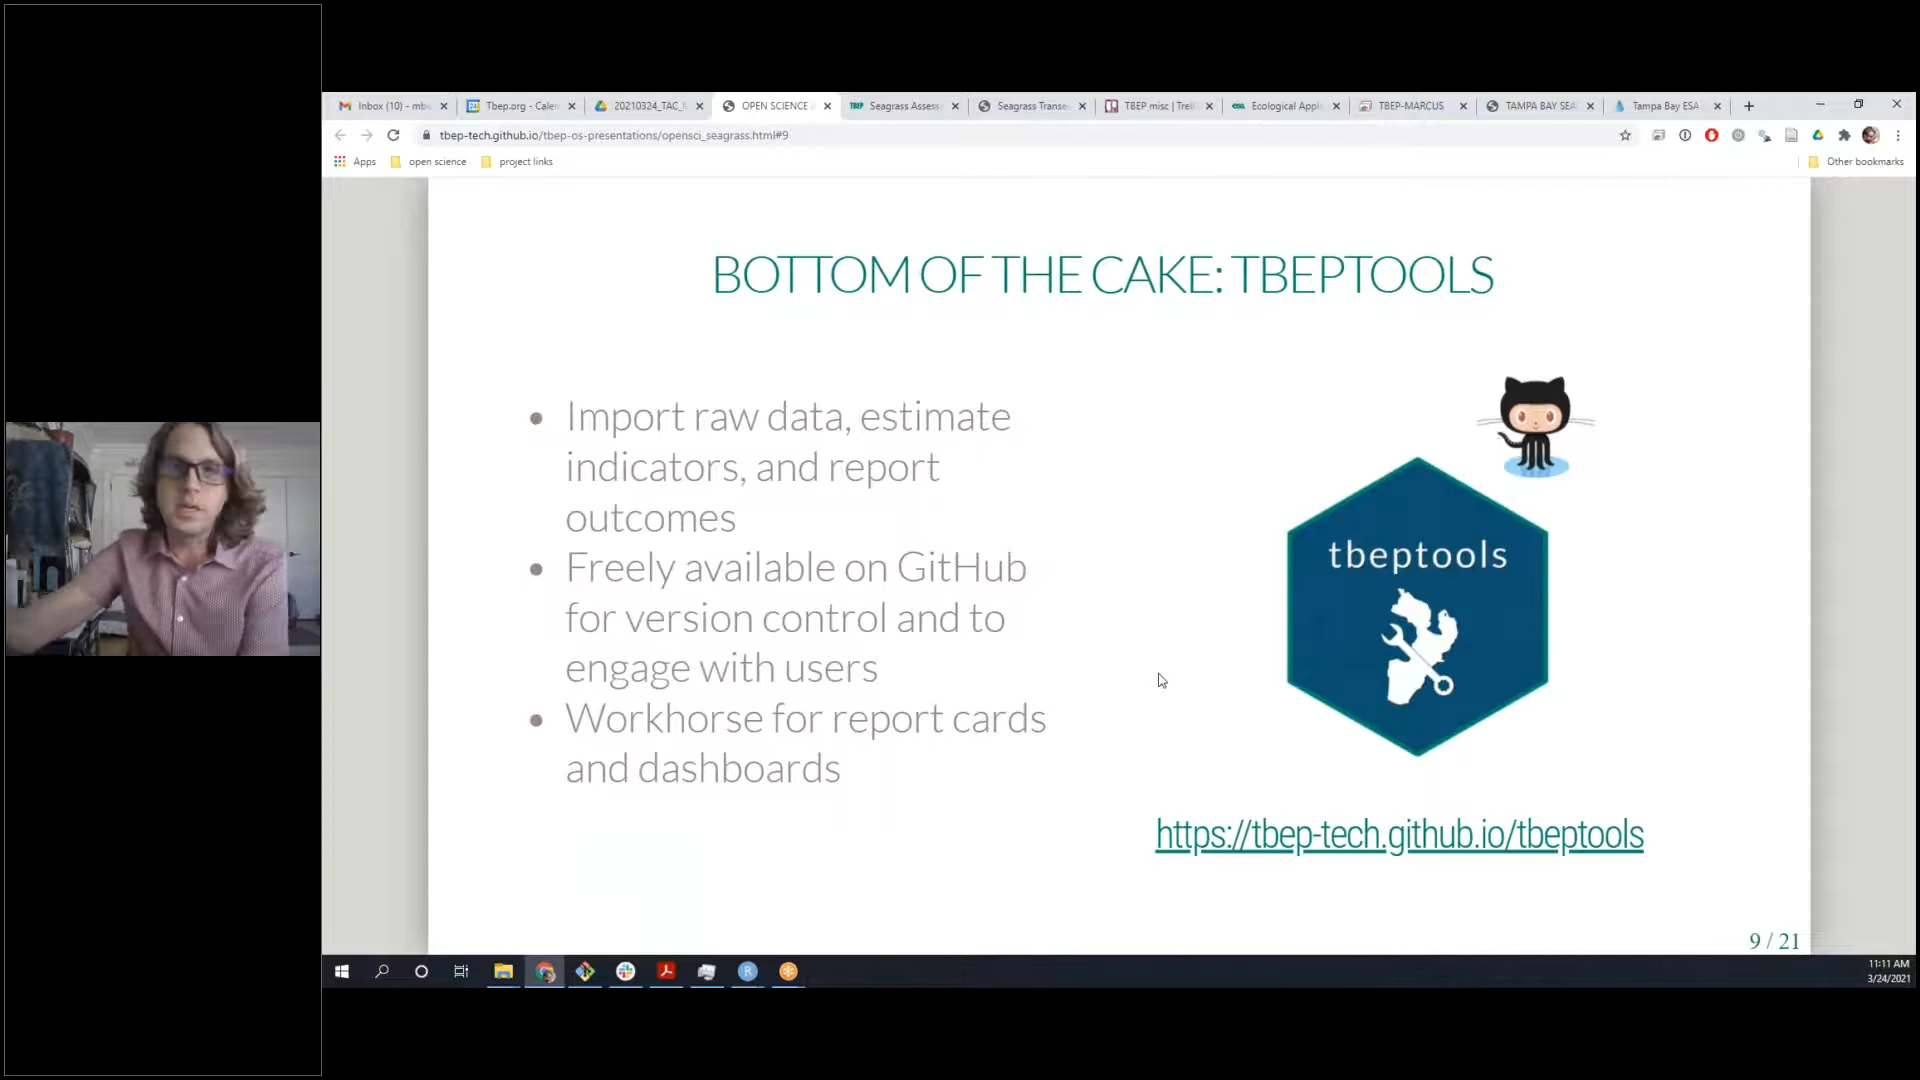 Inbox (10) - mbe
Tbep.org - Calen
20210324_TAC_
OPEN SCIENCE
TBEP
Seagrass Assess
Seagrass Transe
TBEP misc | Trell
esa
Ecological Appl
TBEP-MARCUS
TAMPA BAY SEA
Tampa Bay ESA
tbep-tech.github.io/tbep-os-presentations/opensci_seagrass.html#9
Apps
open science
project links
Other bookmarks
BOTTOM OF THE CAKE: TBEPTOOLS
• Import raw data, estimate
indicators, and report
outcomes
• Freely available on GitHub
for version control and to
engage with users
• Workhorse for report cards
and dashboards
tbeptools
https://tbep-tech.github.io/tbeptools
9 / 21
11:11 AM
3/24/2021